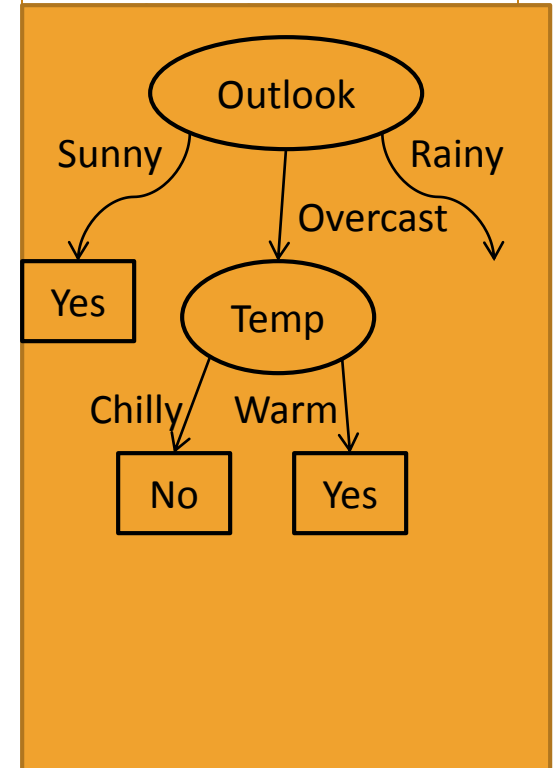 Outlook
Sunny
Rainy
Overcast
Yes
Temp
Chilly
Warm
No
Yes